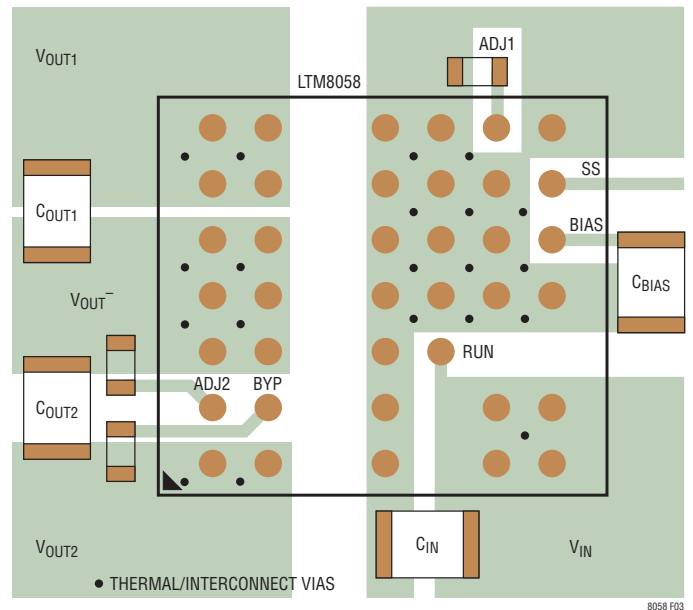 VOUT1
ADJ1
LTM8058
SS
COUT1
BIAS
CBIAS
VOUT–
RUN
ADJ2 BYP
COUT2
CIN
VOUT2
VIN
• THERMAL/INTERCONNECT VIAS
8058 F03